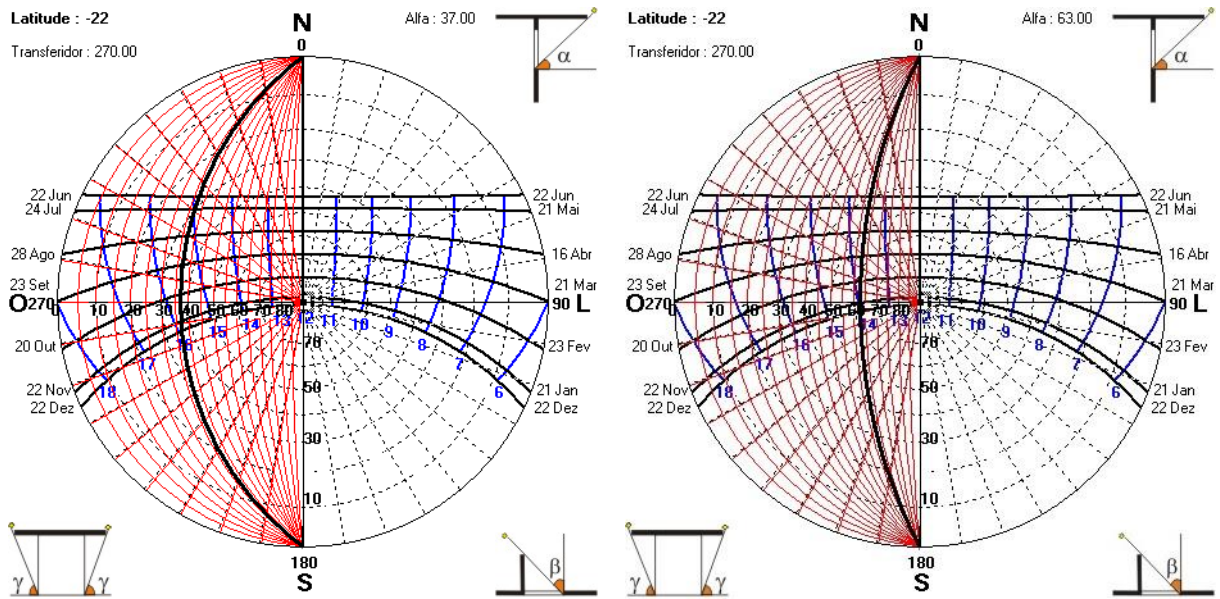 Latitude : -22
Alfa : 37.00
Transferidor : 270.00
α
N
0
22 Jun
22 Jun
24 Jul
21 Mai
28 Ago
16 Abr
23 Set
21 Mar
O 270 0 10 20 30 40 50 60 70 80 90 L
18 17 16 15 14 13 12 11 10 9 8 7 6
20 Out
23 Fev
70
22 Nov
21 Jan
22 Dez
22 Dez
50
30
10
180
S
γ γ
β
Latitude : -22
Alfa : 63.00
Transferidor : 270.00
α
N
0
22 Jun
22 Jun
24 Jul
21 Mai
28 Ago
16 Abr
23 Set
21 Mar
O 270 0 10 20 30 40 50 60 70 80 90 L
18 17 16 15 14 13 12 11 10 9 8 7 6
20 Out
23 Fev
70
22 Nov
21 Jan
22 Dez
22 Dez
50
30
10
180
S
γ γ
β